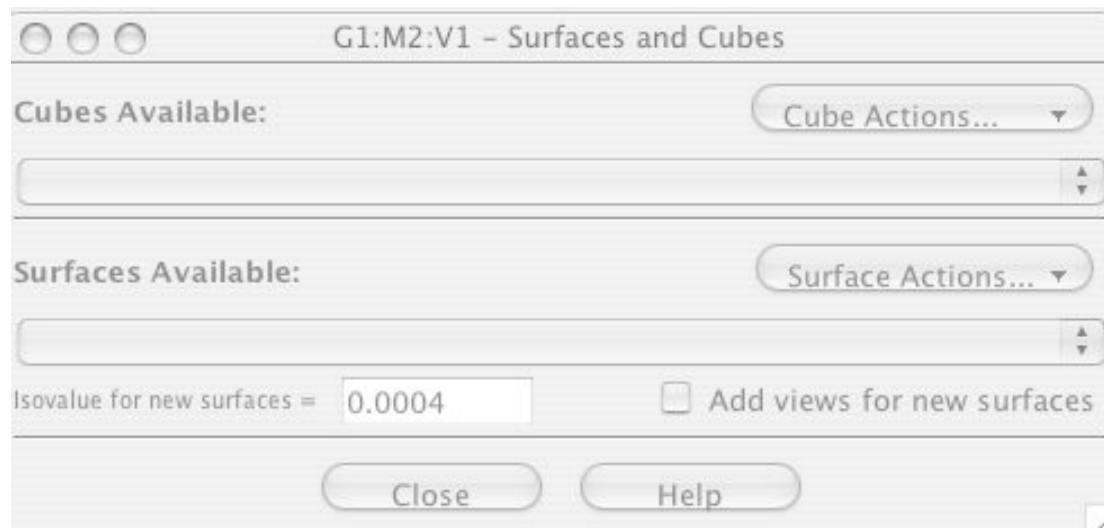 G1:M2:V1 – Surfaces and Cubes
Cubes Available: Cube Actions...
Surfaces Available: Surface Actions...
Isovalue for new surfaces = 0.0004 Add views for new surfaces
Close Help